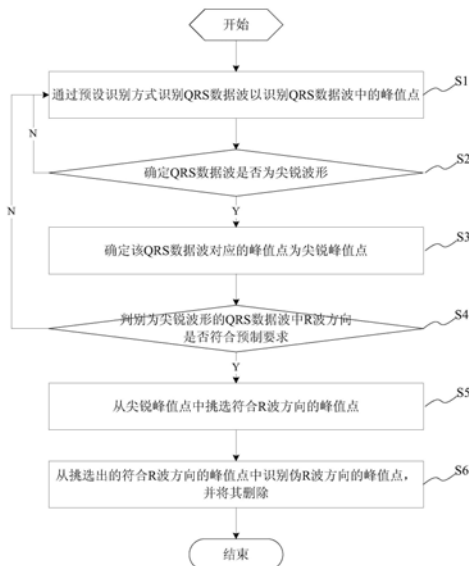 开始
S1
通过预设识别方式识别QRS数据波以识别QRS数据波中的峰值点
N
S2
确定QRS数据波是否为尖锐波形
N
Y
S3
确定该QRS数据波对应的峰值点为尖锐峰值点
S4
判别为尖锐波形的QRS数据波中R波方向
是否符合预制要求
Y
S5
从尖锐峰值点中挑选符合R波方向的峰值点
S6
从挑选出的符合R波方向的峰值点中识别伪R波方向的峰值点,
并将其删除
结束